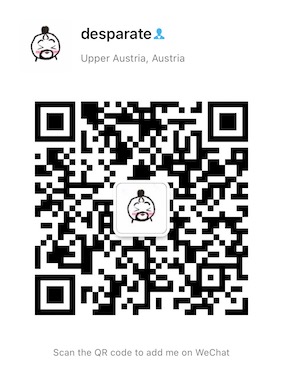 desparate
Upper Austria, Austria
Scan the QR code to add me on WeChat